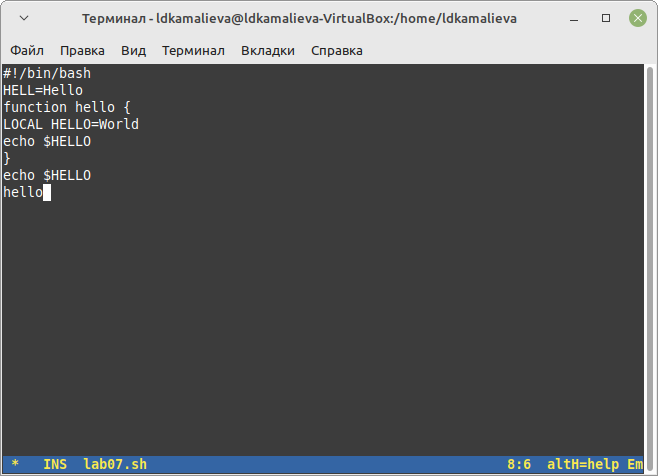 Терминал - ldkamalieva@ldkamalieva-VirtualBox:/home/ldkamalieva
Файл Правка Вид Терминал Вкладки Справка
#!/bin/bash
HELL=Hello
function hello {
LOCAL HELLO=World
echo $HELLO
}
echo $HELLO
hello
* INS lab07.sh 8:6 altH=help Em